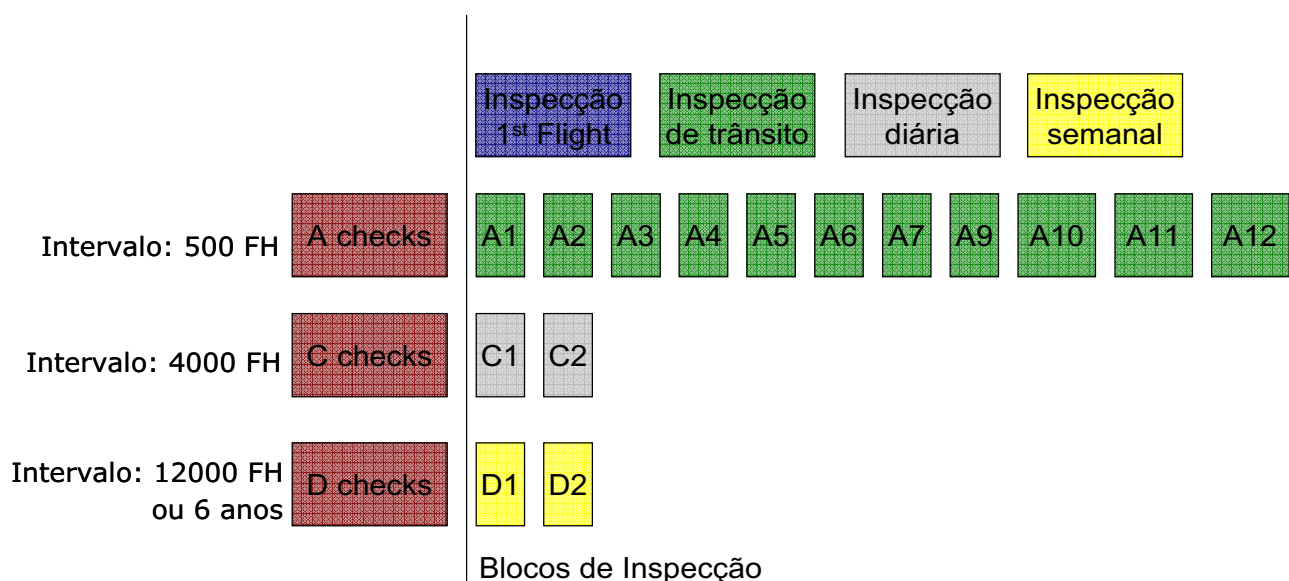 Inspecção
1st Flight
Inspecção
de trânsito
Inspecção
diária
Inspecção
semanal
Intervalo: 500 FH
A checks
A1 A2 A3 A4 A5 A6 A7 A9 A10 A11 A12
Intervalo: 4000 FH
C checks
C1 C2
Intervalo: 12000 FH
ou 6 anos
D checks
D1 D2
Blocos de Inspecção